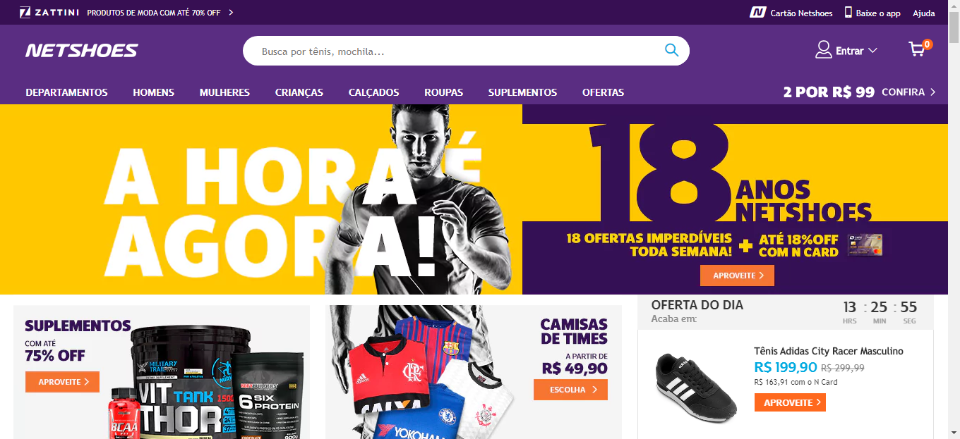 ZATTINI PRODUTOS DE MODA COM ATÉ 70% OFF
Cartão Netshoes Baixe o app Ajuda
NETSHOES
Busca por tênis, mochila...
Entrar
0
DEPARTAMENTOS HOMENS MULHERES CRIANÇAS CALÇADOS ROUPAS SUPLEMENTOS OFERTAS
2 POR R$ 99 CONFIRA
A HORA É
AGORA!
18 ANOS
NETSHOES
18 OFERTAS IMPERDÍVEIS
TODA SEMANA!
+
ATÉ 18%OFF
COM N CARD
APROVEITE
SUPLEMENTOS
COM ATÉ
75% OFF
APROVEITE
MILITARY
TRAIL
VIT
TANK
THOR
BCAA
6 SIX
PROTEIN
CAMISAS
DE TIMES
A PARTIR DE
R$ 49,90
ESCOLHA
CAIXA
YOKOHAMA
OFERTA DO DIA
Acaba em:
13 : 25 : 55
HRS MIN SEG
Tênis Adidas City Racer Masculino
R$ 199,90 R$ 299,99
R$ 163,91 com o N Card
APROVEITE